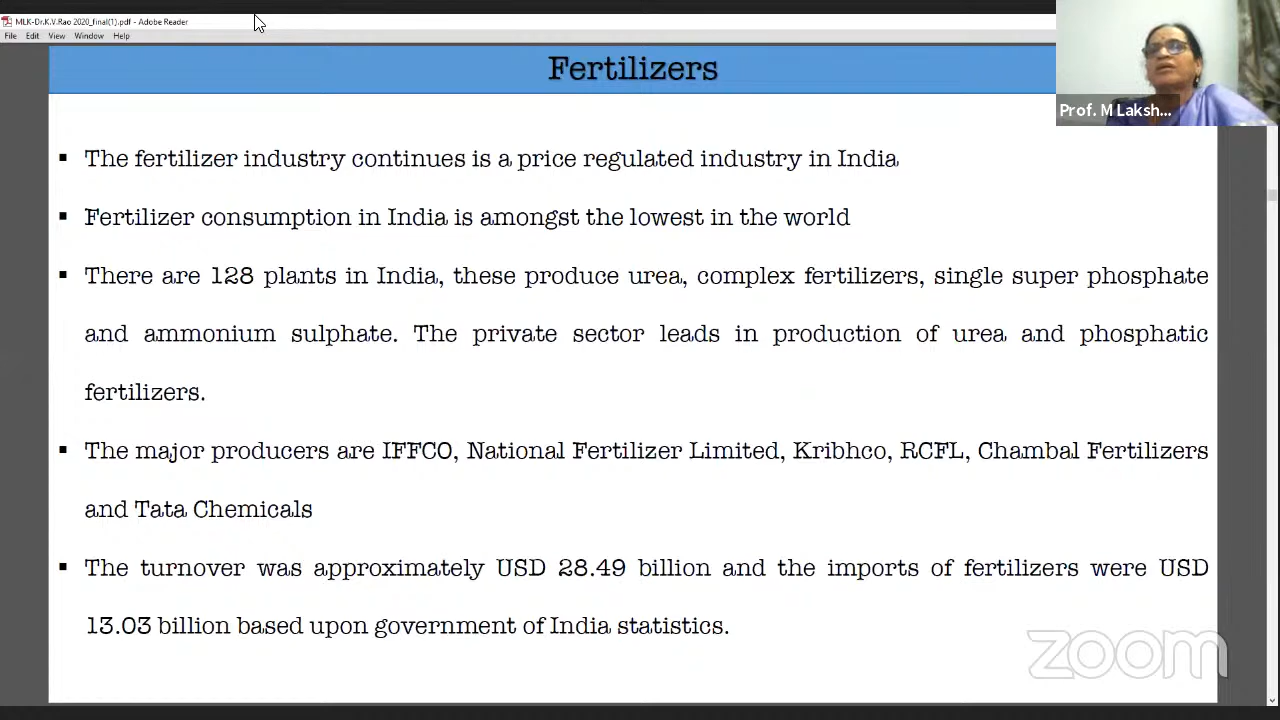 MLK-Dr.K.V.Rao 2020_final(1).pdf - Adobe Reader
File Edit View Window Help
Fertilizers
Prof. M Laksh...
▪ The fertilizer industry continues is a price regulated industry in India
▪ Fertilizer consumption in India is amongst the lowest in the world
▪ There are 128 plants in India, these produce urea, complex fertilizers, single super phosphate
and ammonium sulphate. The private sector leads in production of urea and phosphatic
fertilizers.
▪ The major producers are IFFCO, National Fertilizer Limited, Kribhco, RCFL, Chambal Fertilizers
and Tata Chemicals
▪ The turnover was approximately USD 28.49 billion and the imports of fertilizers were USD
13.03 billion based upon government of India statistics.
zoom